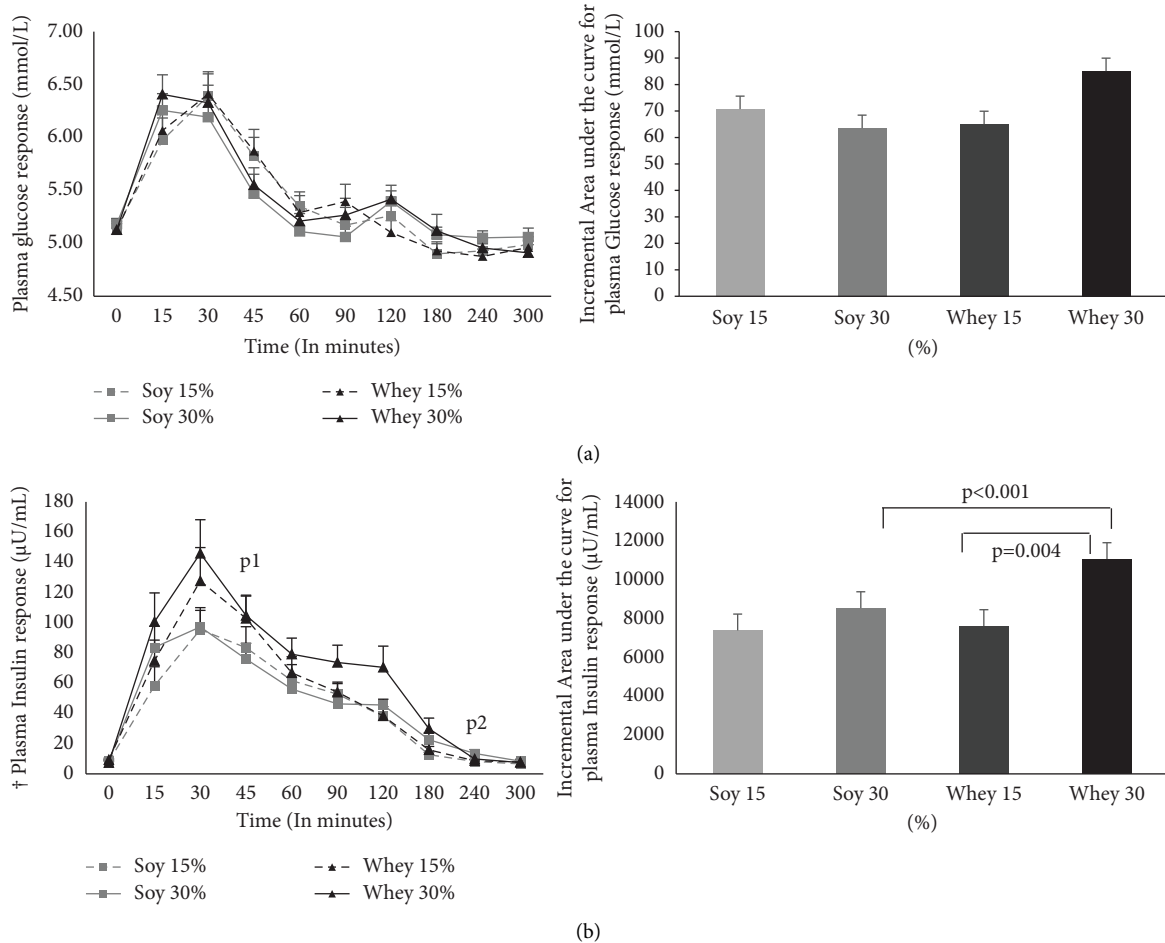 Plasma glucose response (mmol/L)
7.00
6.50
6.00
5.50
5.00
4.50
0 15 30 45 60 90 120 180 240 300
Time (In minutes)
Soy 15% Whey 15%
Soy 30% Whey 30%
Incremental Area under the curve for
plasma Glucose response (mmol/L)
100
90
80
70
60
50
40
30
20
10
0
Soy 15 Soy 30 Whey 15 Whey 30
(%)
(a)
† Plasma Insulin response (µU/mL)
180
160
140
120
100
80
60
40
20
0
p1
p2
0 15 30 45 60 90 120 180 240 300
Time (In minutes)
Soy 15% Whey 15%
Soy 30% Whey 30%
Incremental Area under the curve for
plasma Insulin response (µU/mL)
14000
12000
10000
8000
6000
4000
2000
0
p<0.001
p=0.004
Soy 15 Soy 30 Whey 15 Whey 30
(%)
(b)